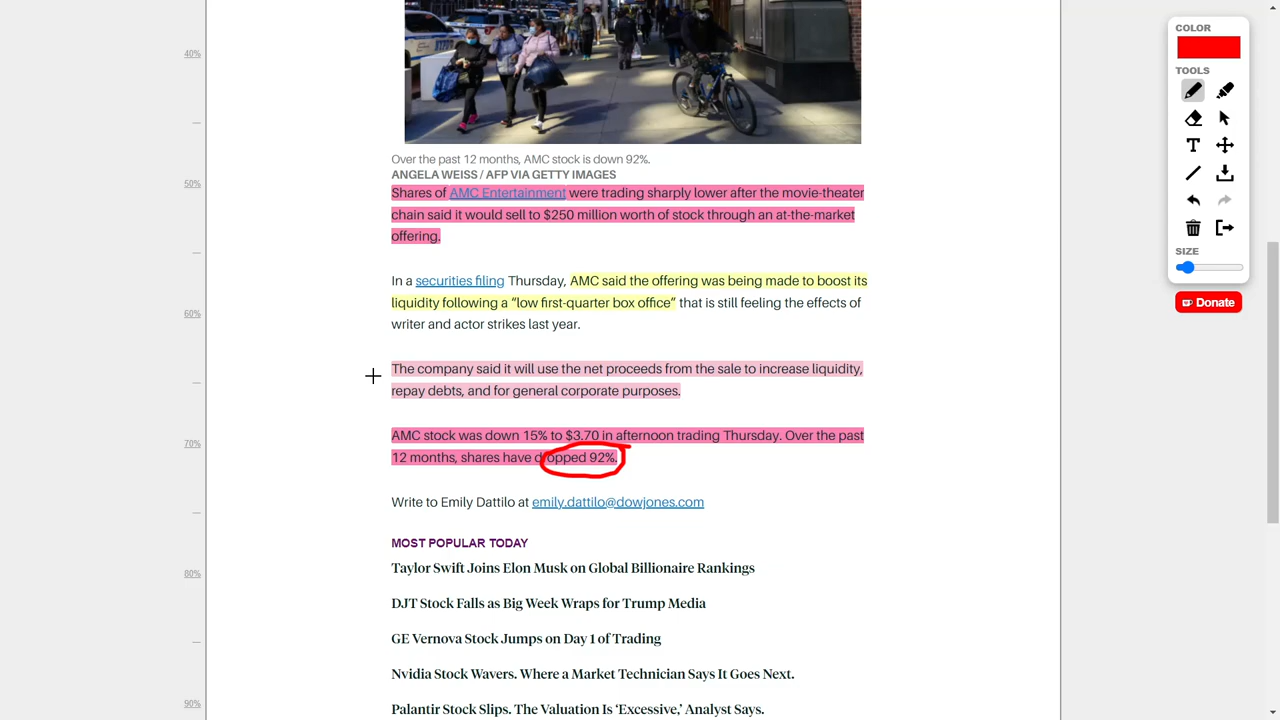 COLOR
TOOLS
T
SIZE
Donate
40%
50%
60%
70%
80%
90%
Over the past 12 months, AMC stock is down 92%.
ANGELA WEISS / AFP VIA GETTY IMAGES
Shares of AMC Entertainment were trading sharply lower after the movie-theater
chain said it would sell to $250 million worth of stock through an at-the-market
offering.
In a securities filing Thursday, AMC said the offering was being made to boost its
liquidity following a “low first-quarter box office” that is still feeling the effects of
writer and actor strikes last year.
The company said it will use the net proceeds from the sale to increase liquidity,
repay debts, and for general corporate purposes.
AMC stock was down 15% to $3.70 in afternoon trading Thursday. Over the past
12 months, shares have dropped 92%.
Write to Emily Dattilo at emily.dattilo@dowjones.com
MOST POPULAR TODAY
Taylor Swift Joins Elon Musk on Global Billionaire Rankings
DJT Stock Falls as Big Week Wraps for Trump Media
GE Vernova Stock Jumps on Day 1 of Trading
Nvidia Stock Wavers. Where a Market Technician Says It Goes Next.
Palantir Stock Slips. The Valuation Is ‘Excessive,’ Analyst Says.